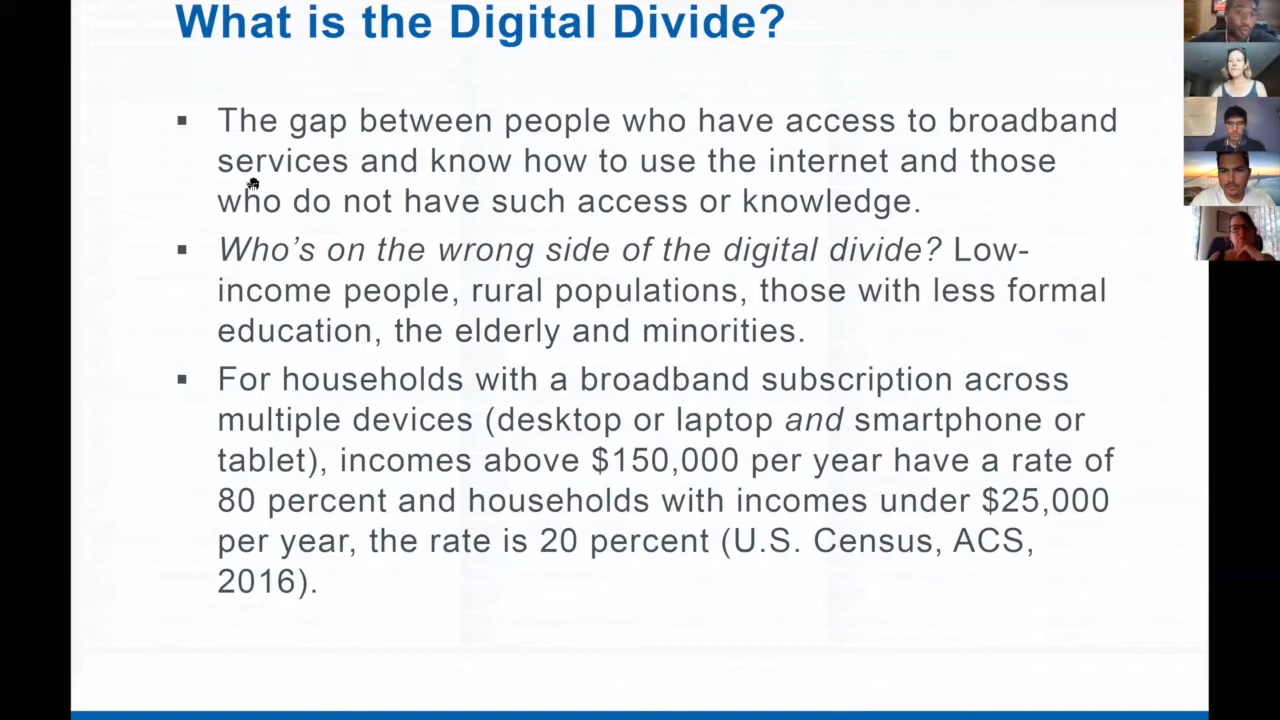 What is the Digital Divide?
▪ The gap between people who have access to broadband
services and know how to use the internet and those
who do not have such access or knowledge.
▪ Who’s on the wrong side of the digital divide? Low-
income people, rural populations, those with less formal
education, the elderly and minorities.
▪ For households with a broadband subscription across
multiple devices (desktop or laptop and smartphone or
tablet), incomes above $150,000 per year have a rate of
80 percent and households with incomes under $25,000
per year, the rate is 20 percent (U.S. Census, ACS,
2016).